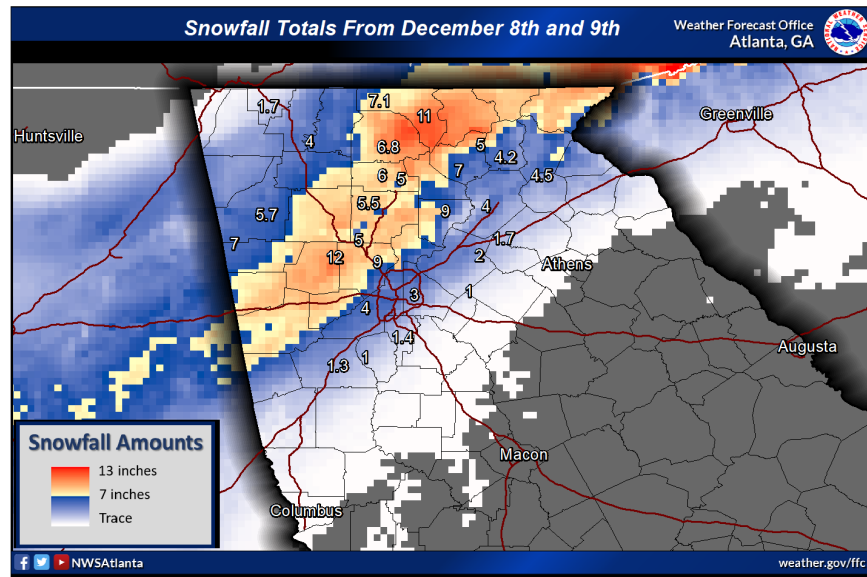 Snowfall Totals From December 8th and 9th
Weather Forecast Office
Atlanta, GA
Huntsville
Greenville
1.7
7.1
11
4
6.8
5
4.2
7
4.5
6
5
5.5
9
4
5.7
7
5
1.7
12
9
2
Athens
3
1
4
1.4
1.3
1
Augusta
Macon
Columbus
Snowfall Amounts
13 inches
7 inches
Trace
NWSAtlanta
weather.gov/ffc